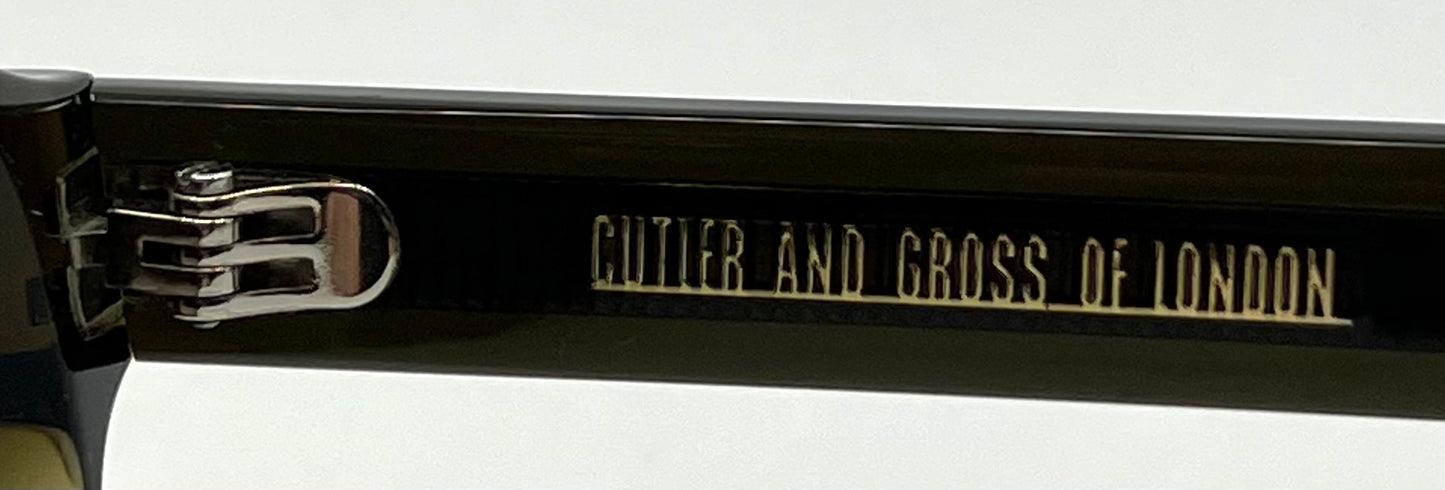 CUTLER AND GROSS OF LONDON